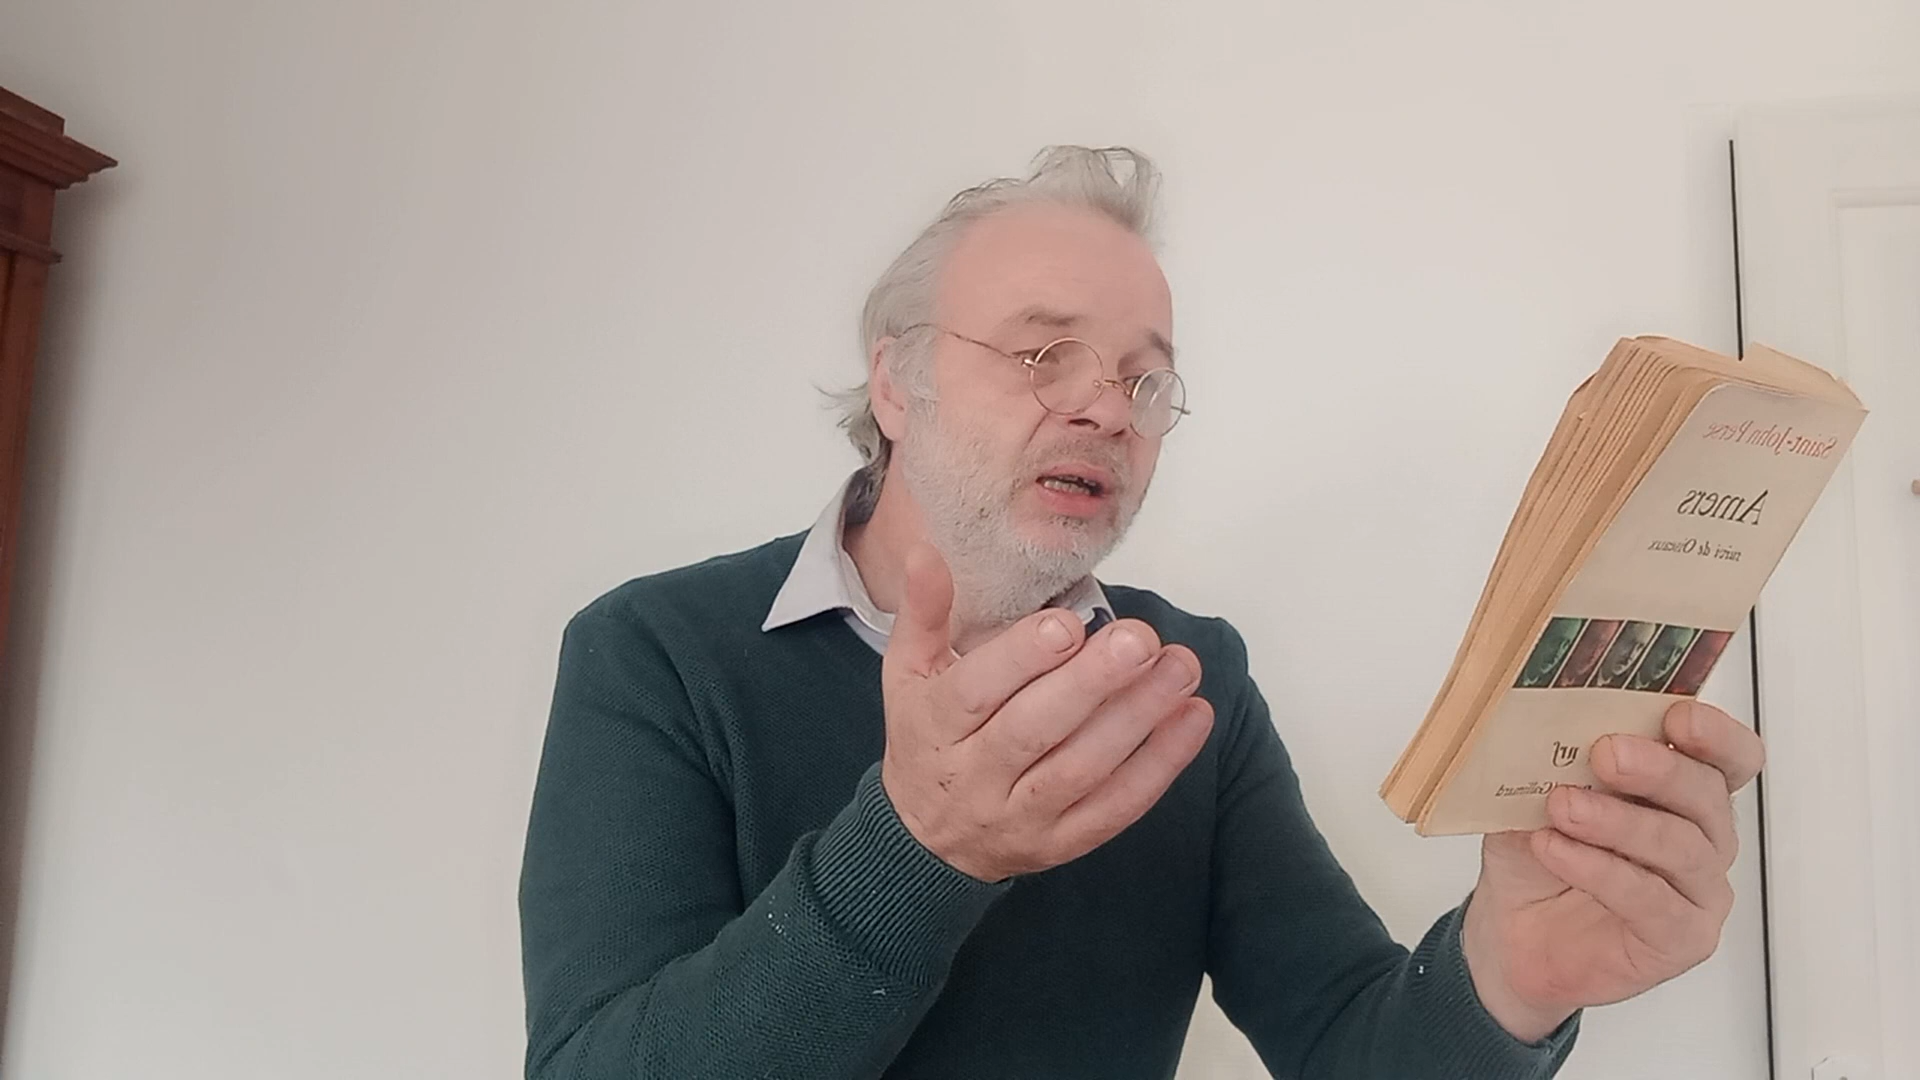 Saint-John Perse
Amers
suivi de Oiseaux
nrf
Gallimard